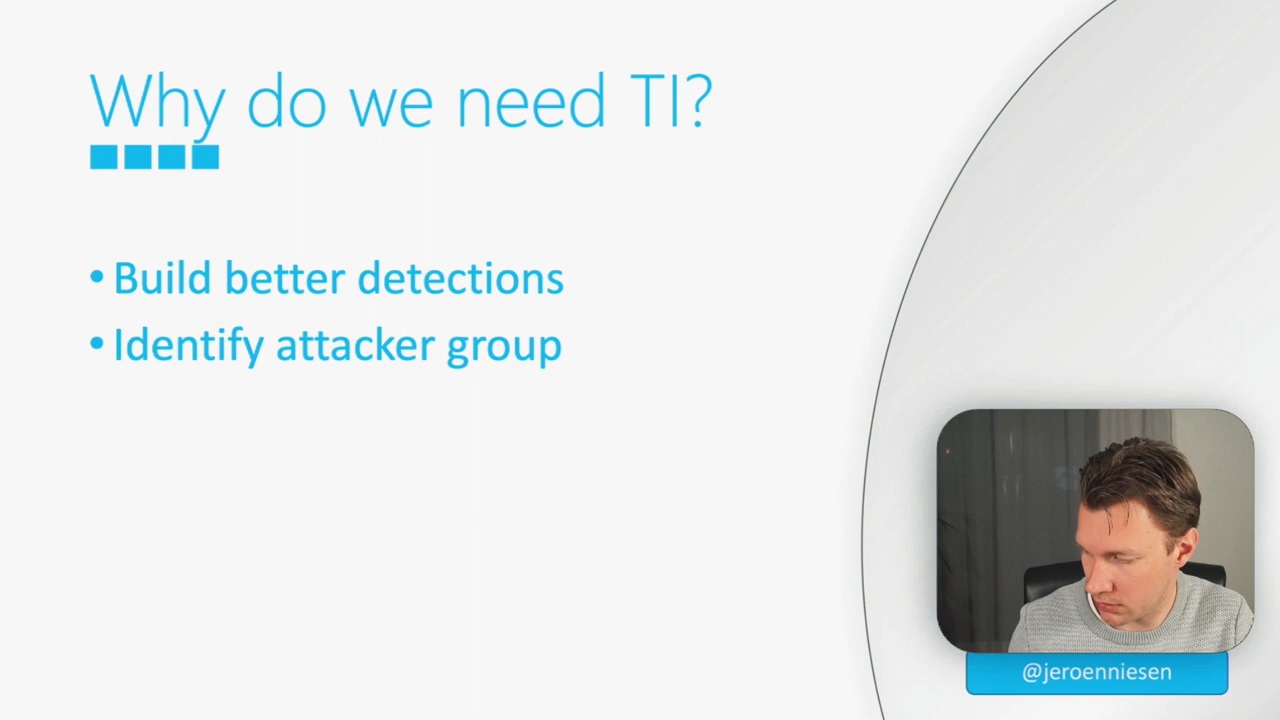 Why do we need TI?
• Build better detections
• Identify attacker group
@jeroenniesen